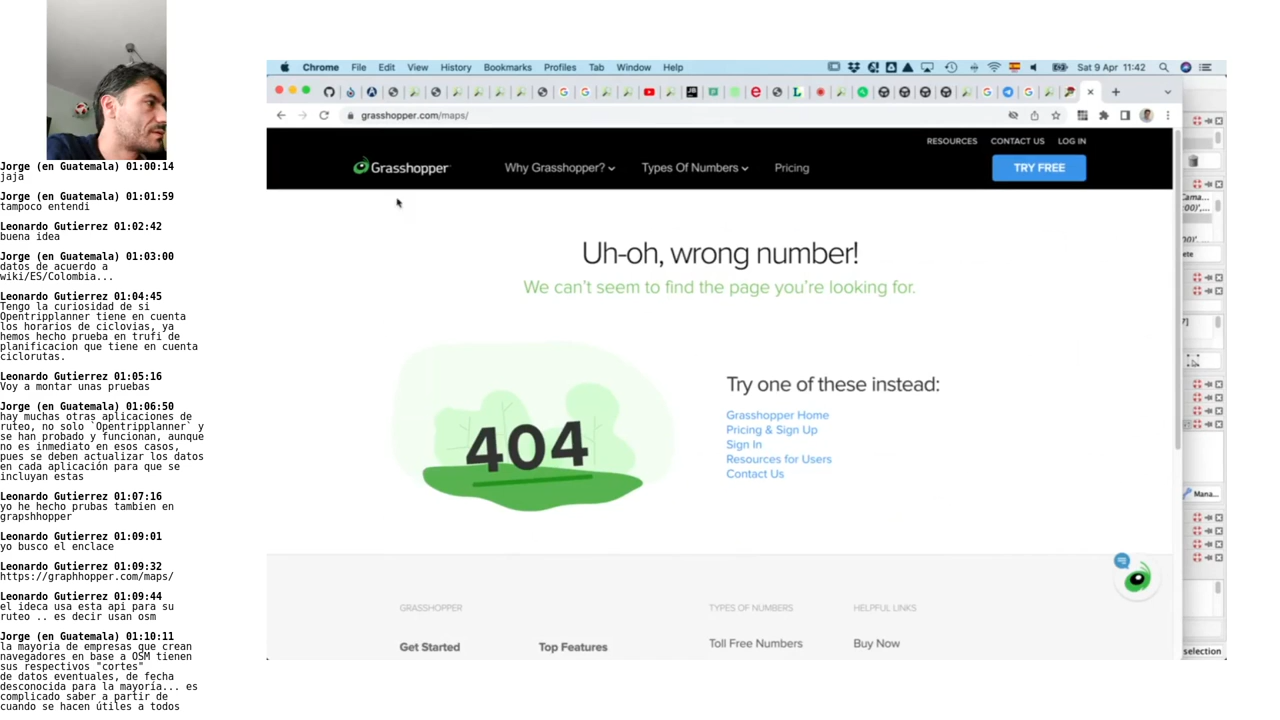 Jorge (en Guatemala) 01:00:14
jaja
Jorge (en Guatemala) 01:01:59
tampoco entendi
Leonardo Gutierrez 01:02:42
buena idea
Jorge (en Guatemala) 01:03:00
datos de acuerdo a
wiki/ES/Colombia...
Leonardo Gutierrez 01:04:45
Tengo la curiosidad de si
Opentripplanner tiene en cuenta
los horarios de ciclovias, ya
hemos hecho prueba en trufi de
planificacion que tiene en cuenta
ciclorutas.
Leonardo Gutierrez 01:05:16
Voy a montar unas pruebas
Jorge (en Guatemala) 01:06:50
hay muchas otras aplicaciones de
ruteo, no solo `Opentripplanner` y
se han probado y funcionan, aunque
no es inmediato en esos casos,
pues se deben actualizar los datos
en cada aplicación para que se
incluyan estas
Leonardo Gutierrez 01:07:16
yo he hecho prubas tambien en
grapshhopper
Leonardo Gutierrez 01:09:01
yo busco el enclace
Leonardo Gutierrez 01:09:32
https://graphhopper.com/maps/
Leonardo Gutierrez 01:09:44
el ideca usa esta api para su
ruteo .. es decir usan osm
Jorge (en Guatemala) 01:10:11
la mayoria de empresas que crean
navegadores en base a OSM tienen
sus respectivos "cortes"
de datos eventuales, de fecha
desconocida para la mayoría... es
complicado saber a partir de
cuando se hacen útiles a todos
Chrome File Edit View History Bookmarks Profiles Tab Window Help Sat 9 Apr 11:42
grasshopper.com/maps/
RESOURCES CONTACT US LOG IN
Grasshopper Why Grasshopper? Types Of Numbers Pricing TRY FREE
Uh-oh, wrong number!
We can't seem to find the page you're looking for.
404
Try one of these instead:
Grasshopper Home
Pricing & Sign Up
Sign In
Resources for Users
Contact Us
GRASSHOPPER TYPES OF NUMBERS HELPFUL LINKS
Get Started Top Features Toll Free Numbers Buy Now
Cama...
:00)',...
ete
Mana...
selection